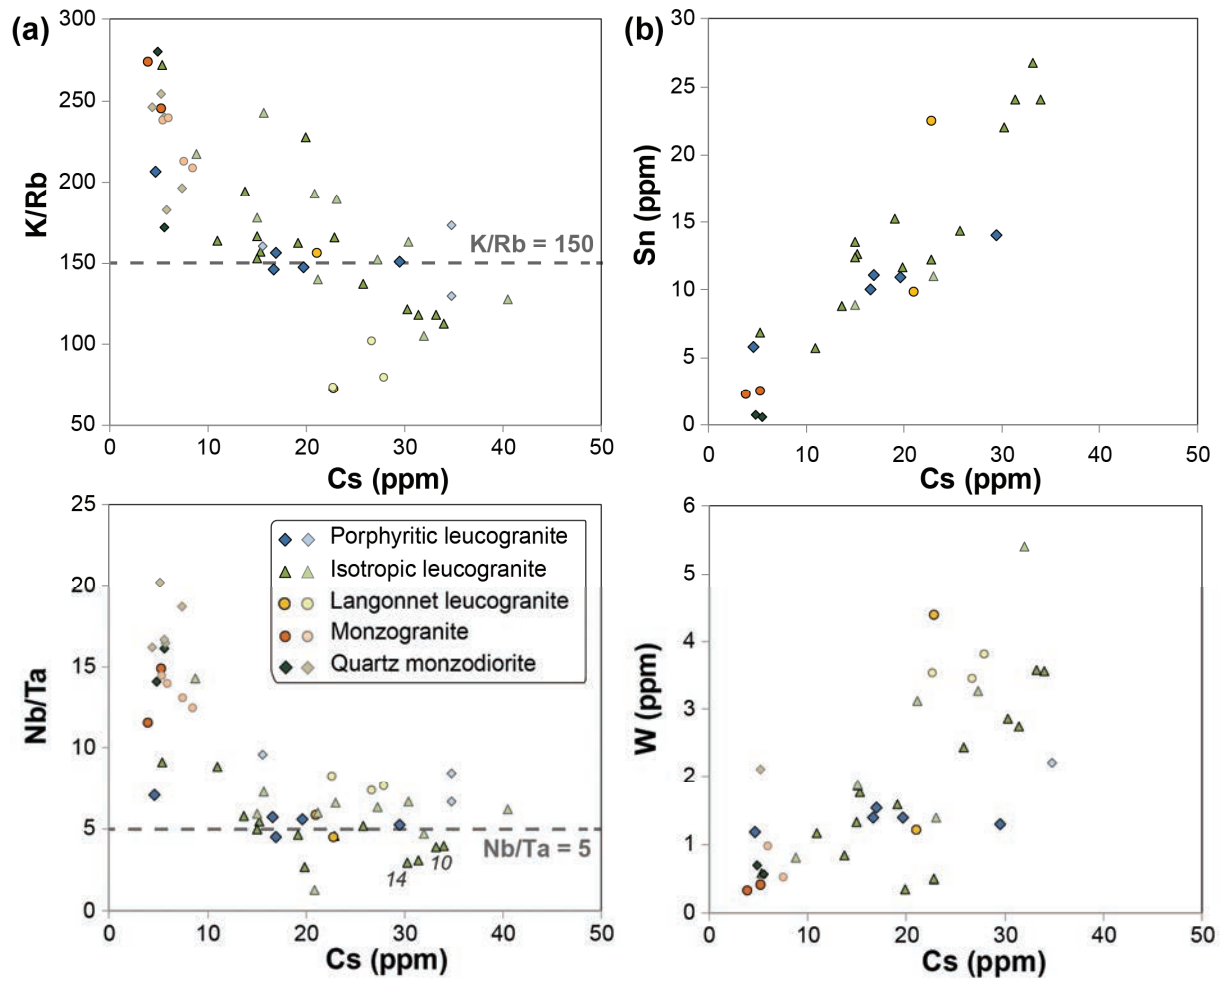 (a)
300
250
200
150
100
50
K/Rb
K/Rb = 150
0 10 20 30 40 50
Cs (ppm)
(b)
30
25
20
15
10
5
0
Sn (ppm)
0 10 20 30 40 50
Cs (ppm)
25
20
15
10
5
0
Nb/Ta
Porphyritic leucogranite
Isotropic leucogranite
Langonnet leucogranite
Monzogranite
Quartz monzodiorite
Nb/Ta = 5
14
10
0 10 20 30 40 50
Cs (ppm)
6
5
4
3
2
1
0
W (ppm)
0 10 20 30 40 50
Cs (ppm)